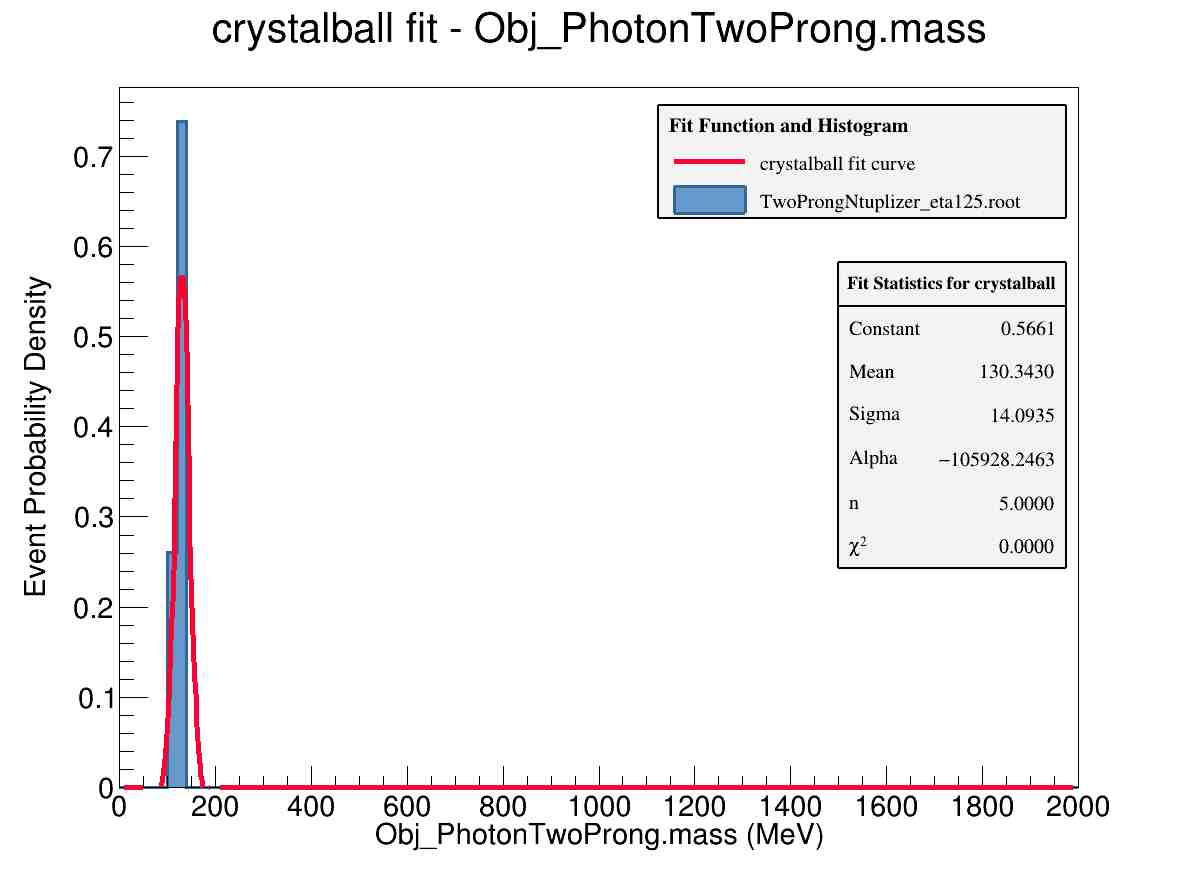 crystalball fit - Obj_PhotonTwoProng.mass
Fit Function and Histogram
crystalball fit curve
TwoProngNtuplizer_eta125.root
Fit Statistics for crystalball
Constant 0.5661
Mean 130.3430
Sigma 14.0935
Alpha −105928.2463
n 5.0000
χ² 0.0000
Event Probability Density
0.7
0.6
0.5
0.4
0.3
0.2
0.1
0
0 200 400 600 800 1000 1200 1400 1600 1800 2000
Obj_PhotonTwoProng.mass (MeV)